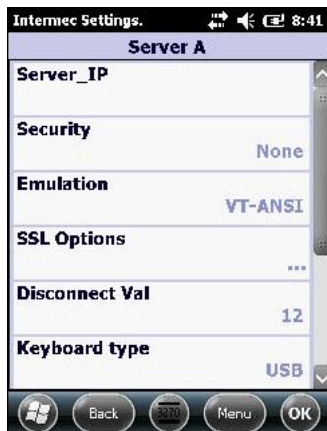 Intermec Settings. 8:41
Server A
Server_IP
Security
None
Emulation
VT-ANSI
SSL Options
...
Disconnect Val
12
Keyboard type
USB
Back 3270 Menu OK